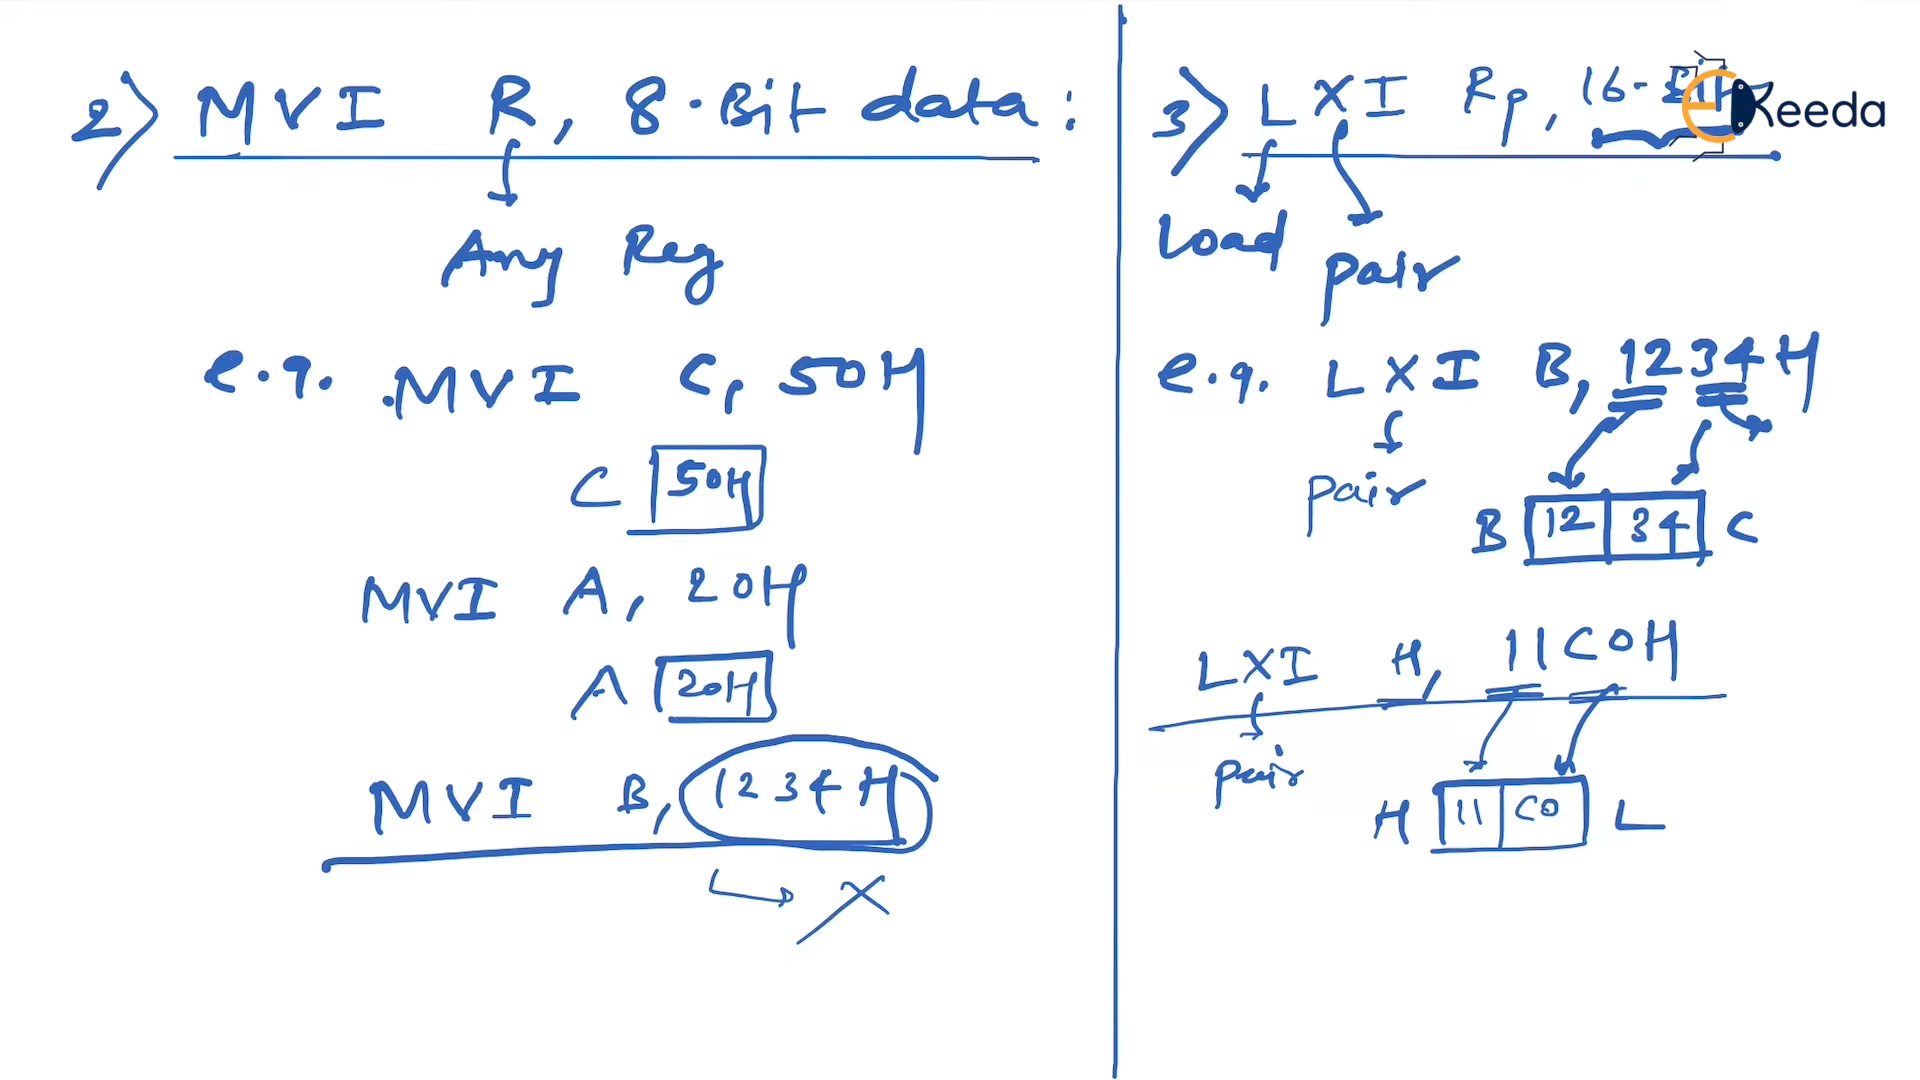 2) MVI R, 8-Bit data:
Any Reg
e.g. MVI C, 50H
C 50H
MVI A, 20H
A 20H
MVI B, 1234H
X
3) LXI Rp, 16-Bit
Keeda
Load
pair
e.g. LXI B, 1234H
pair
B 12 34 C
LXI H, 11C0H
pair
H 11 C0 L